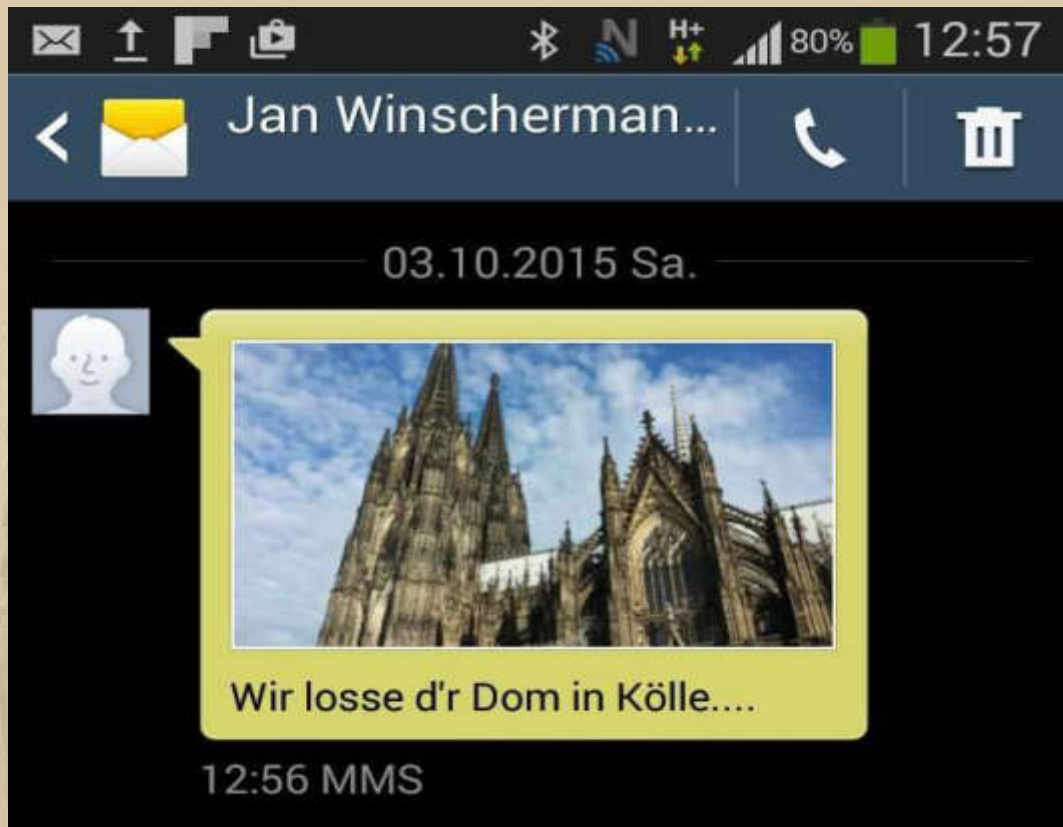 H+
80%
12:57
Jan Winscherman...
03.10.2015 Sa.
Wir losse d'r Dom in Kölle....
12:56 MMS